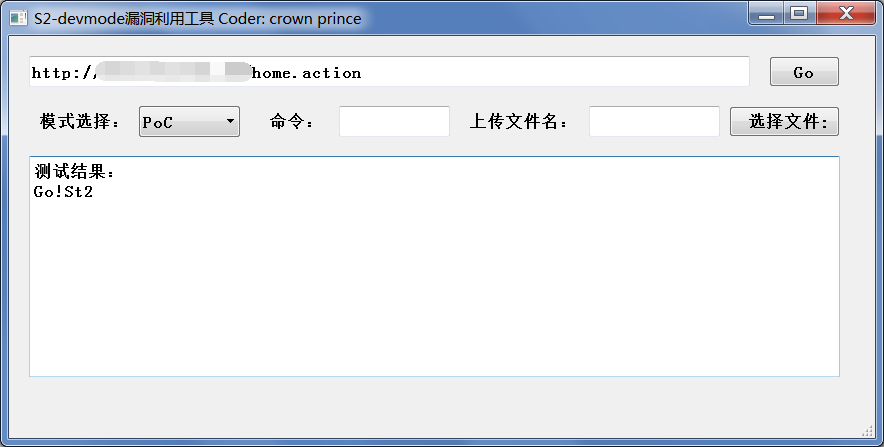 S2-devmode漏洞利用工具 Coder: crown prince
http://home.action
Go
模式选择： PoC 命令： 上传文件名： 选择文件:
测试结果：
Go!St2